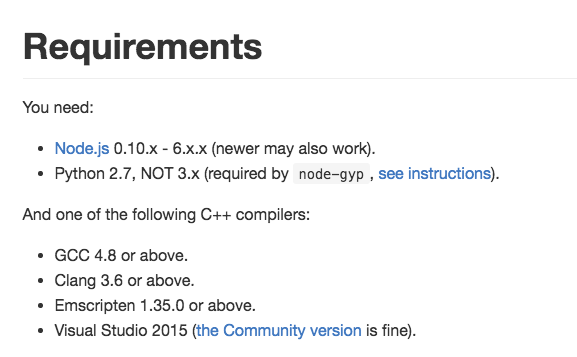 Requirements
You need:
• Node.js 0.10.x - 6.x.x (newer may also work).
• Python 2.7, NOT 3.x (required by node-gyp , see instructions).
And one of the following C++ compilers:
• GCC 4.8 or above.
• Clang 3.6 or above.
• Emscripten 1.35.0 or above.
• Visual Studio 2015 (the Community version is fine).